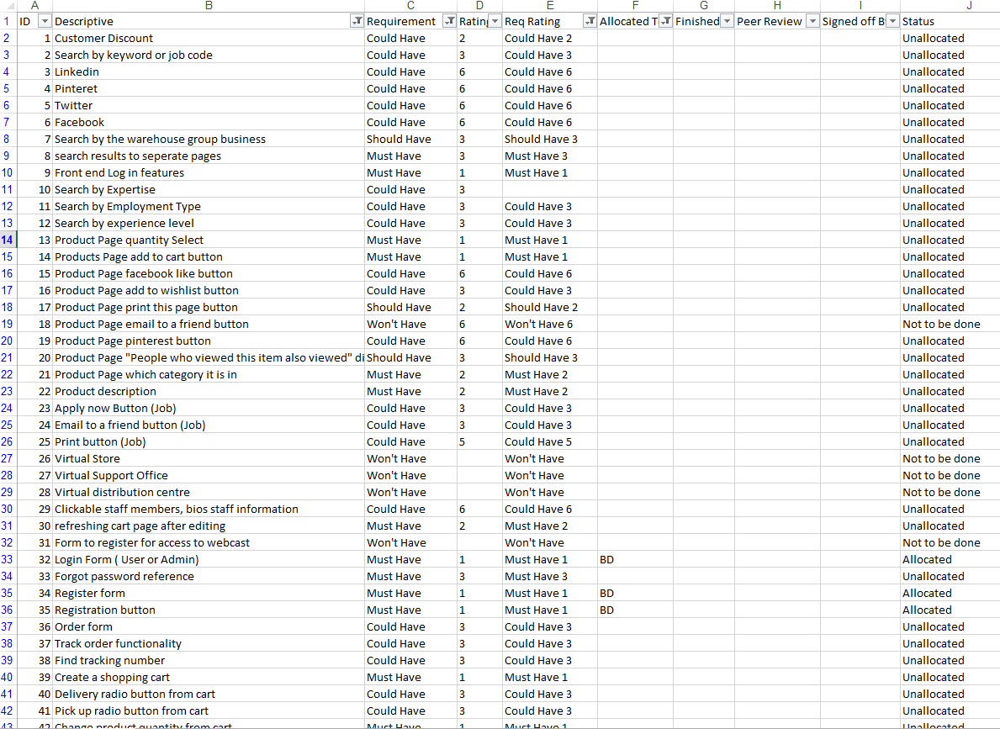 A B C D E F G H I J
1 ID Descriptive Requirement Rating Req Rating Allocated T Finished Peer Review Signed off B Status
2 1 Customer Discount Could Have 2 Could Have 2 Unallocated
3 2 Search by keyword or job code Could Have 3 Could Have 3 Unallocated
4 3 Linkedin Could Have 6 Could Have 6 Unallocated
5 4 Pinteret Could Have 6 Could Have 6 Unallocated
6 5 Twitter Could Have 6 Could Have 6 Unallocated
7 6 Facebook Could Have 6 Could Have 6 Unallocated
8 7 Search by the warehouse group business Should Have 3 Should Have 3 Unallocated
9 8 search results to seperate pages Must Have 3 Must Have 3 Unallocated
10 9 Front end Log in features Must Have 1 Must Have 1 Unallocated
11 10 Search by Expertise Could Have 3 Unallocated
12 11 Search by Employment Type Could Have 3 Could Have 3 Unallocated
13 12 Search by experience level Could Have 3 Could Have 3 Unallocated
14 13 Product Page quantity Select Must Have 1 Must Have 1 Unallocated
15 14 Products Page add to cart button Must Have 1 Must Have 1 Unallocated
16 15 Product Page facebook like button Could Have 6 Could Have 6 Unallocated
17 16 Product Page add to wishlist button Could Have 3 Could Have 3 Unallocated
18 17 Product Page print this page button Should Have 2 Should Have 2 Unallocated
19 18 Product Page email to a friend button Won't Have 6 Won't Have 6 Not to be done
20 19 Product Page pinterest button Could Have 6 Could Have 6 Unallocated
21 20 Product Page "People who viewed this item also viewed" di Should Have 3 Should Have 3 Unallocated
22 21 Product Page which category it is in Must Have 2 Must Have 2 Unallocated
23 22 Product description Must Have 2 Must Have 2 Unallocated
24 23 Apply now Button (Job) Could Have 3 Could Have 3 Unallocated
25 24 Email to a friend button (Job) Could Have 3 Could Have 3 Unallocated
26 25 Print button (Job) Could Have 5 Could Have 5 Unallocated
27 26 Virtual Store Won't Have Won't Have Not to be done
28 27 Virtual Support Office Won't Have Won't Have Not to be done
29 28 Virtual distribution centre Won't Have Won't Have Not to be done
30 29 Clickable staff members, bios staff information Could Have 6 Could Have 6 Unallocated
31 30 refreshing cart page after editing Must Have 2 Must Have 2 Unallocated
32 31 Form to register for access to webcast Won't Have Won't Have Not to be done
33 32 Login Form ( User or Admin) Must Have 1 Must Have 1 BD Allocated
34 33 Forgot password reference Must Have 3 Must Have 3 Unallocated
35 34 Register form Must Have 1 Must Have 1 BD Allocated
36 35 Registration button Must Have 1 Must Have 1 BD Allocated
37 36 Order form Could Have 3 Could Have 3 Unallocated
38 37 Track order functionality Could Have 3 Could Have 3 Unallocated
39 38 Find tracking number Could Have 3 Could Have 3 Unallocated
40 39 Create a shopping cart Must Have 1 Must Have 1 Unallocated
41 40 Delivery radio button from cart Could Have 3 Could Have 3 Unallocated
42 41 Pick up radio button from cart Could Have 3 Could Have 3 Unallocated
43 42 Change product quantity from cart Must Have 1 Must Have 1 Unallocated